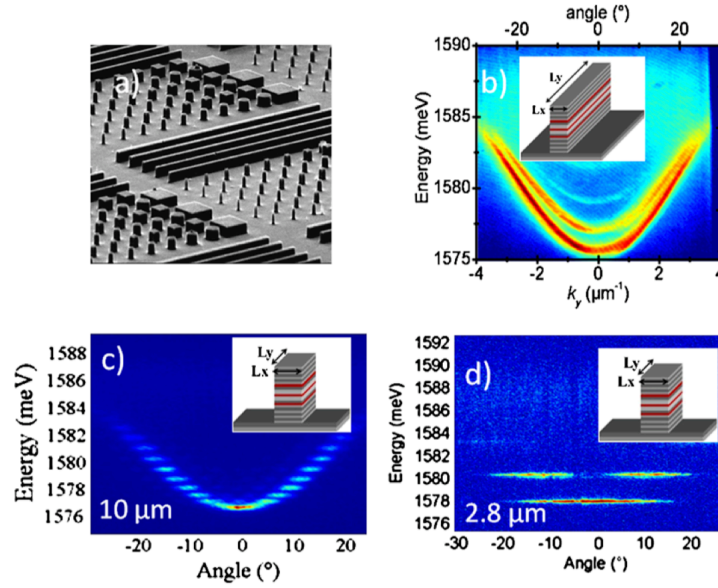 a)
angle (°)
-20 0 20
b)
Ly
Lx
Energy (meV)
1590
1585
1580
1575
-4 -2 0 2 4
k_y (µm⁻¹)
c)
Ly
Lx
Energy (meV)
1588
1586
1584
1582
1580
1578
1576
10 µm
-20 -10 0 10 20
Angle (°)
d)
Ly
Lx
Energy (meV)
1592
1590
1588
1586
1584
1582
1580
1578
1576
2.8 µm
-30 -20 -10 0 10 20
Angle (°)